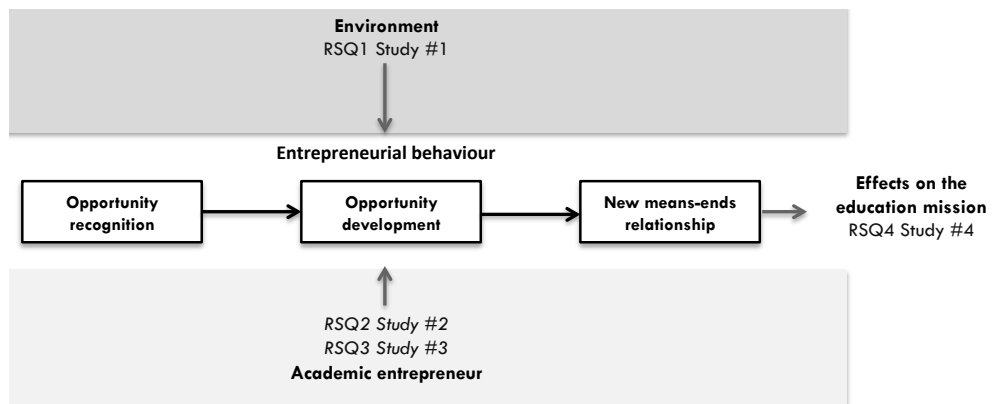 Environment
RSQ1 Study #1
Entrepreneurial behaviour
Opportunity
recognition
Opportunity
development
New means-ends
relationship
Effects on the
education mission
RSQ4 Study #4
RSQ2 Study #2
RSQ3 Study #3
Academic entrepreneur